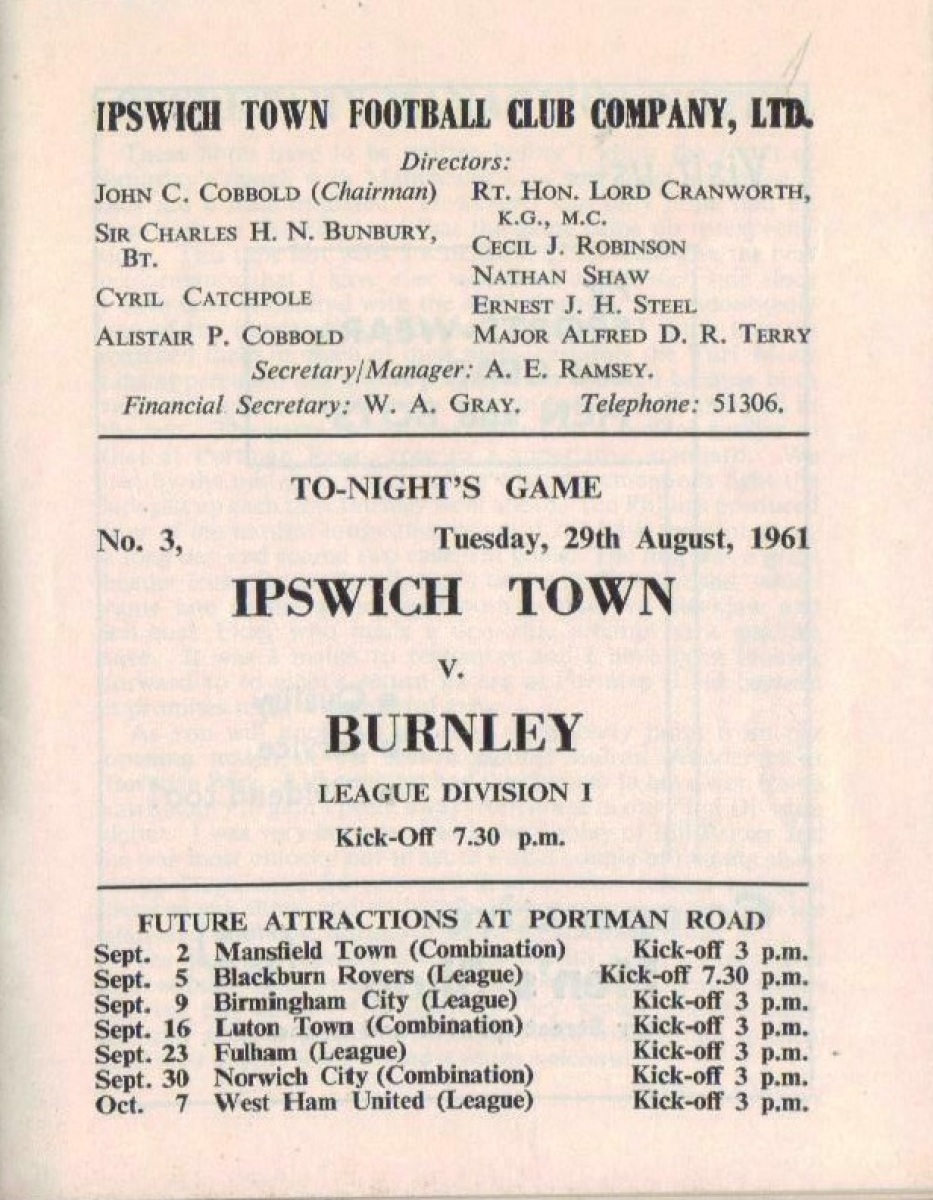 IPSWICH TOWN FOOTBALL CLUB COMPANY, LTD.
Directors:
JOHN C. COBBOLD (Chairman)
SIR CHARLES H. N. BUNBURY,
BT.
CYRIL CATCHPOLE
ALISTAIR P. COBBOLD
RT. HON. LORD CRANWORTH,
K.G., M.C.
CECIL J. ROBINSON
NATHAN SHAW
ERNEST J. H. STEEL
MAJOR ALFRED D. R. TERRY
Secretary/Manager: A. E. RAMSEY.
Financial Secretary: W. A. GRAY. Telephone: 51306.
TO-NIGHT'S GAME
No. 3, Tuesday, 29th August, 1961
IPSWICH TOWN
v.
BURNLEY
LEAGUE DIVISION I
Kick-Off 7.30 p.m.
FUTURE ATTRACTIONS AT PORTMAN ROAD
Sept. 2 Mansfield Town (Combination) Kick-off 3 p.m.
Sept. 5 Blackburn Rovers (League) Kick-off 7.30 p.m.
Sept. 9 Birmingham City (League) Kick-off 3 p.m.
Sept. 16 Luton Town (Combination) Kick-off 3 p.m.
Sept. 23 Fulham (League) Kick-off 3 p.m.
Sept. 30 Norwich City (Combination) Kick-off 3 p.m.
Oct. 7 West Ham United (League) Kick-off 3 p.m.